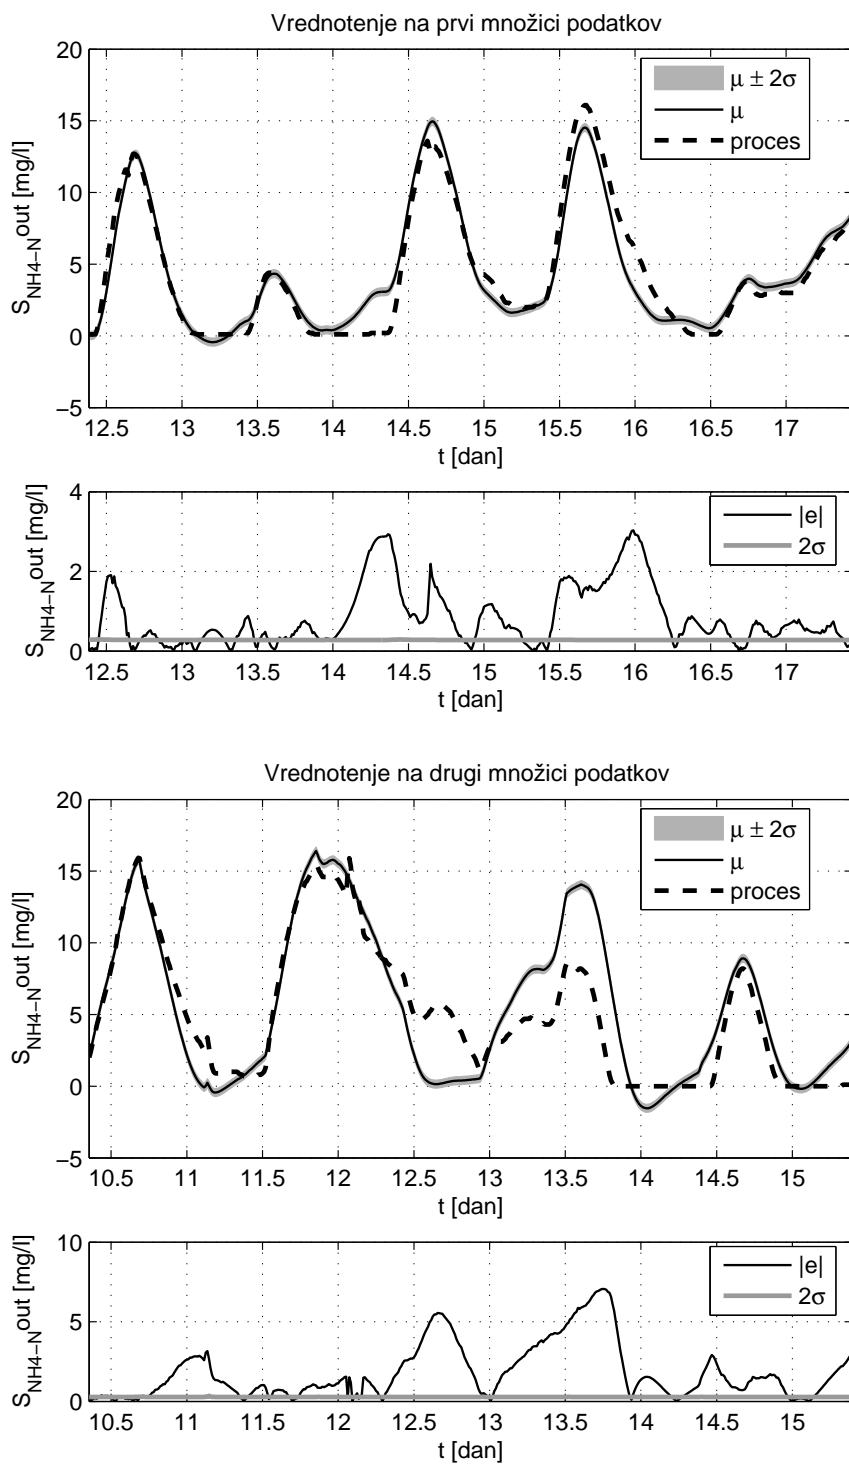 Vrednotenje na prvi množici podatkov
20
15
10
5
0
−5
S_NH4−N out [mg/l]
μ ± 2σ
μ
proces
12.5 13 13.5 14 14.5 15 15.5 16 16.5 17
t [dan]
4
2
0
S_NH4−N out [mg/l]
|e|
2σ
12.5 13 13.5 14 14.5 15 15.5 16 16.5 17
t [dan]
Vrednotenje na drugi množici podatkov
20
15
10
5
0
−5
S_NH4−N out [mg/l]
μ ± 2σ
μ
proces
10.5 11 11.5 12 12.5 13 13.5 14 14.5 15
t [dan]
10
5
0
S_NH4−N out [mg/l]
|e|
2σ
10.5 11 11.5 12 12.5 13 13.5 14 14.5 15
t [dan]